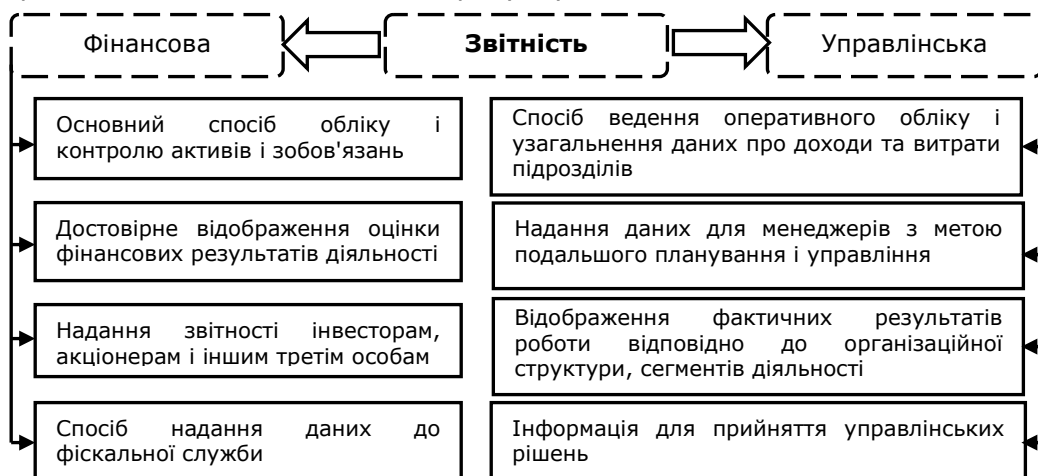 Фінансова
Звітність
Управлінська
Основний спосіб обліку і
контролю активів і зобов'язань
Достовірне відображення оцінки
фінансових результатів діяльності
Надання звітності інвесторам,
акціонерам і іншим третім особам
Спосіб надання даних до
фіскальної служби
Спосіб ведення оперативного обліку і
узагальнення даних про доходи та витрати
підрозділів
Надання даних для менеджерів з метою
подальшого планування і управління
Відображення фактичних результатів
роботи відповідно до організаційної
структури, сегментів діяльності
Інформація для прийняття управлінських
рішень